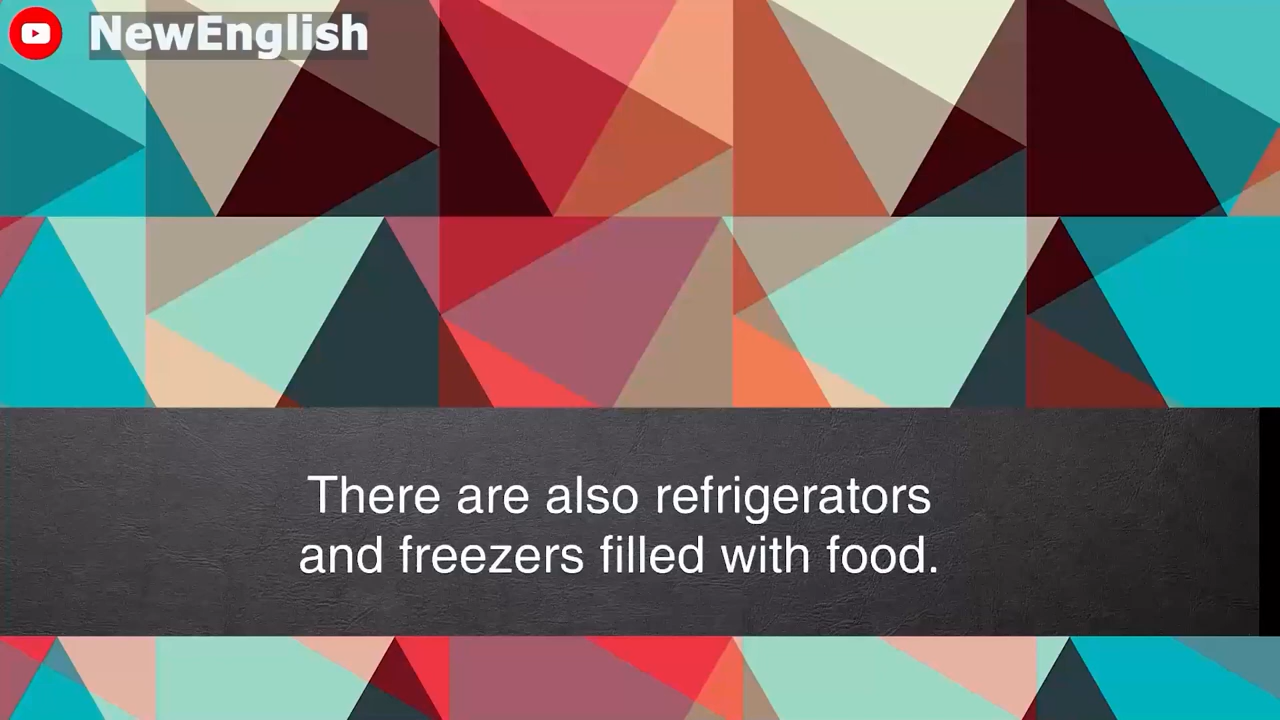 NewEnglish
There are also refrigerators
and freezers filled with food.